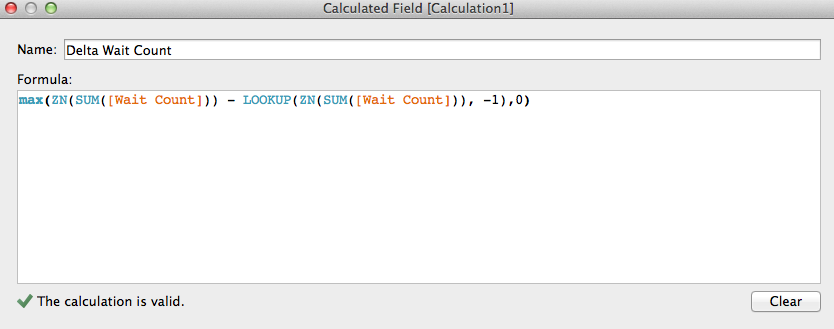 Calculated Field [Calculation1]
Name: Delta Wait Count
Formula:
max(ZN(SUM([Wait Count])) - LOOKUP(ZN(SUM([Wait Count])), -1),0)
The calculation is valid.
Clear